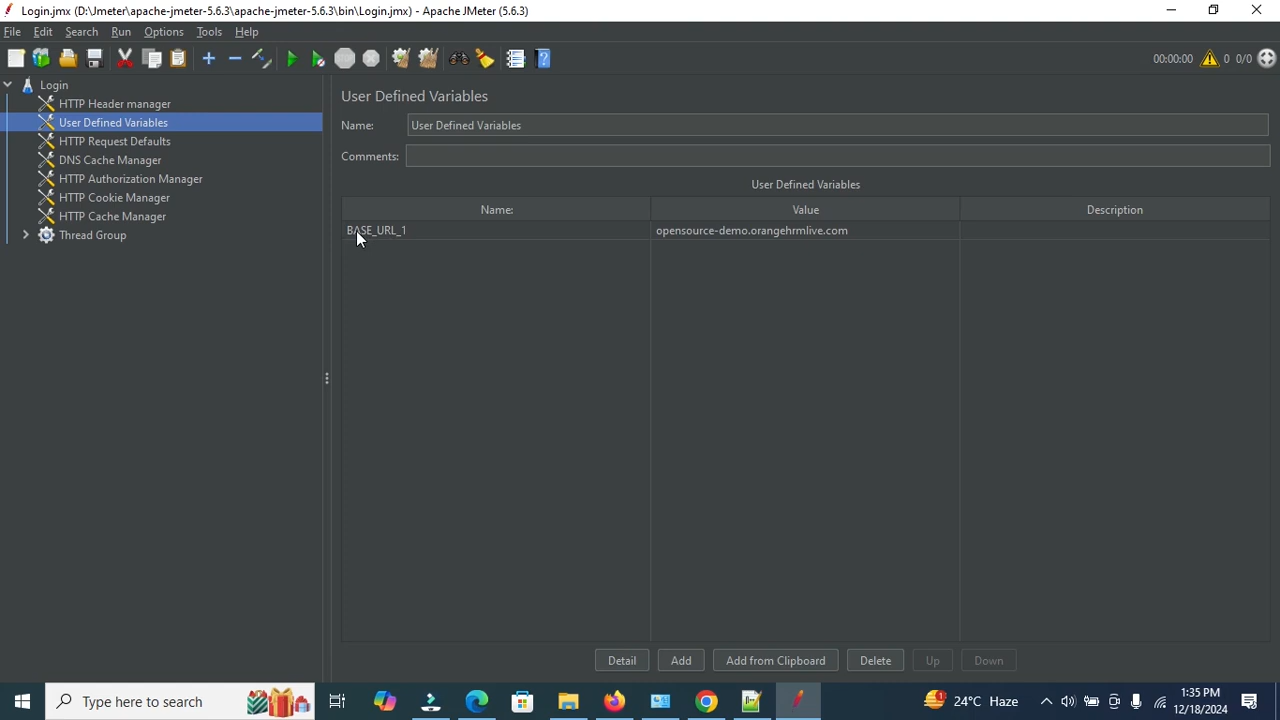 Login.jmx (D:\Jmeter\apache-jmeter-5.6.3\apache-jmeter-5.6.3\bin\Login.jmx) - Apache JMeter (5.6.3)
File Edit Search Run Options Tools Help
00:00:00 0 0/0
Login
HTTP Header manager
User Defined Variables
HTTP Request Defaults
DNS Cache Manager
HTTP Authorization Manager
HTTP Cookie Manager
HTTP Cache Manager
Thread Group
User Defined Variables
Name: User Defined Variables
Comments:
User Defined Variables
Name: Value Description
BASE_URL_1 opensource-demo.orangehrmlive.com
Detail Add Add from Clipboard Delete Up Down
Type here to search
24°C Haze
1:35 PM
12/18/2024